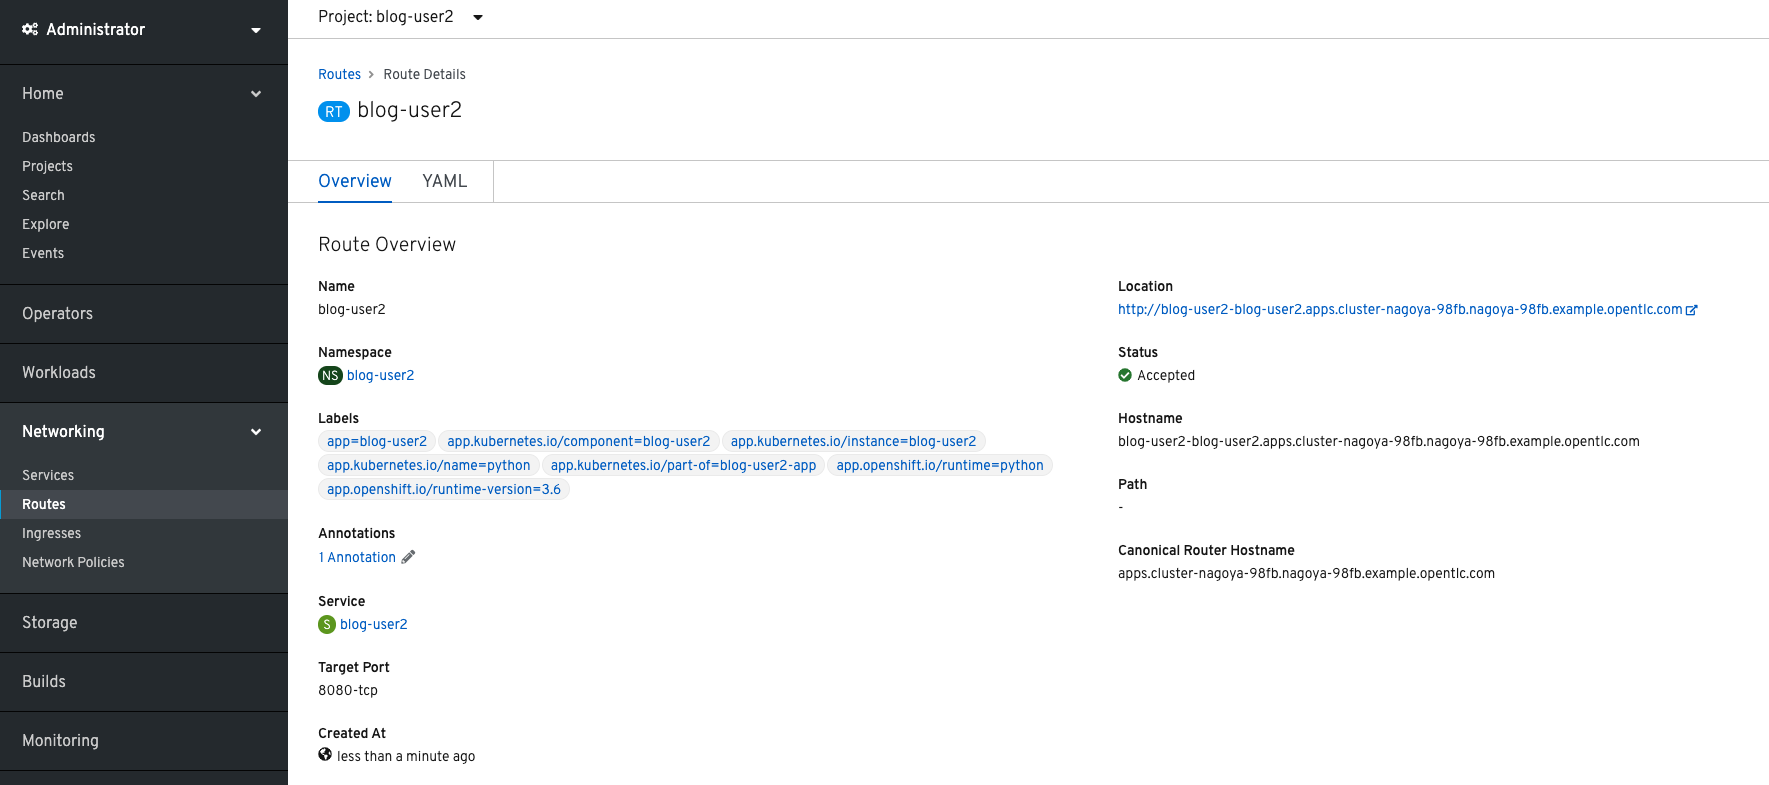 Administrator
Home
Dashboards
Projects
Search
Explore
Events
Operators
Workloads
Networking
Services
Routes
Ingresses
Network Policies
Storage
Builds
Monitoring
Project: blog-user2
Routes > Route Details
RT blog-user2
Overview YAML
Route Overview
Name
blog-user2
Namespace
NS blog-user2
Labels
app=blog-user2 app.kubernetes.io/component=blog-user2 app.kubernetes.io/instance=blog-user2
app.kubernetes.io/name=python app.kubernetes.io/part-of=blog-user2-app app.openshift.io/runtime=python
app.openshift.io/runtime-version=3.6
Annotations
1 Annotation
Service
S blog-user2
Target Port
8080-tcp
Created At
less than a minute ago
Location
http://blog-user2-blog-user2.apps.cluster-nagoya-98fb.nagoya-98fb.example.opentlc.com
Status
Accepted
Hostname
blog-user2-blog-user2.apps.cluster-nagoya-98fb.nagoya-98fb.example.opentlc.com
Path
-
Canonical Router Hostname
apps.cluster-nagoya-98fb.nagoya-98fb.example.opentlc.com